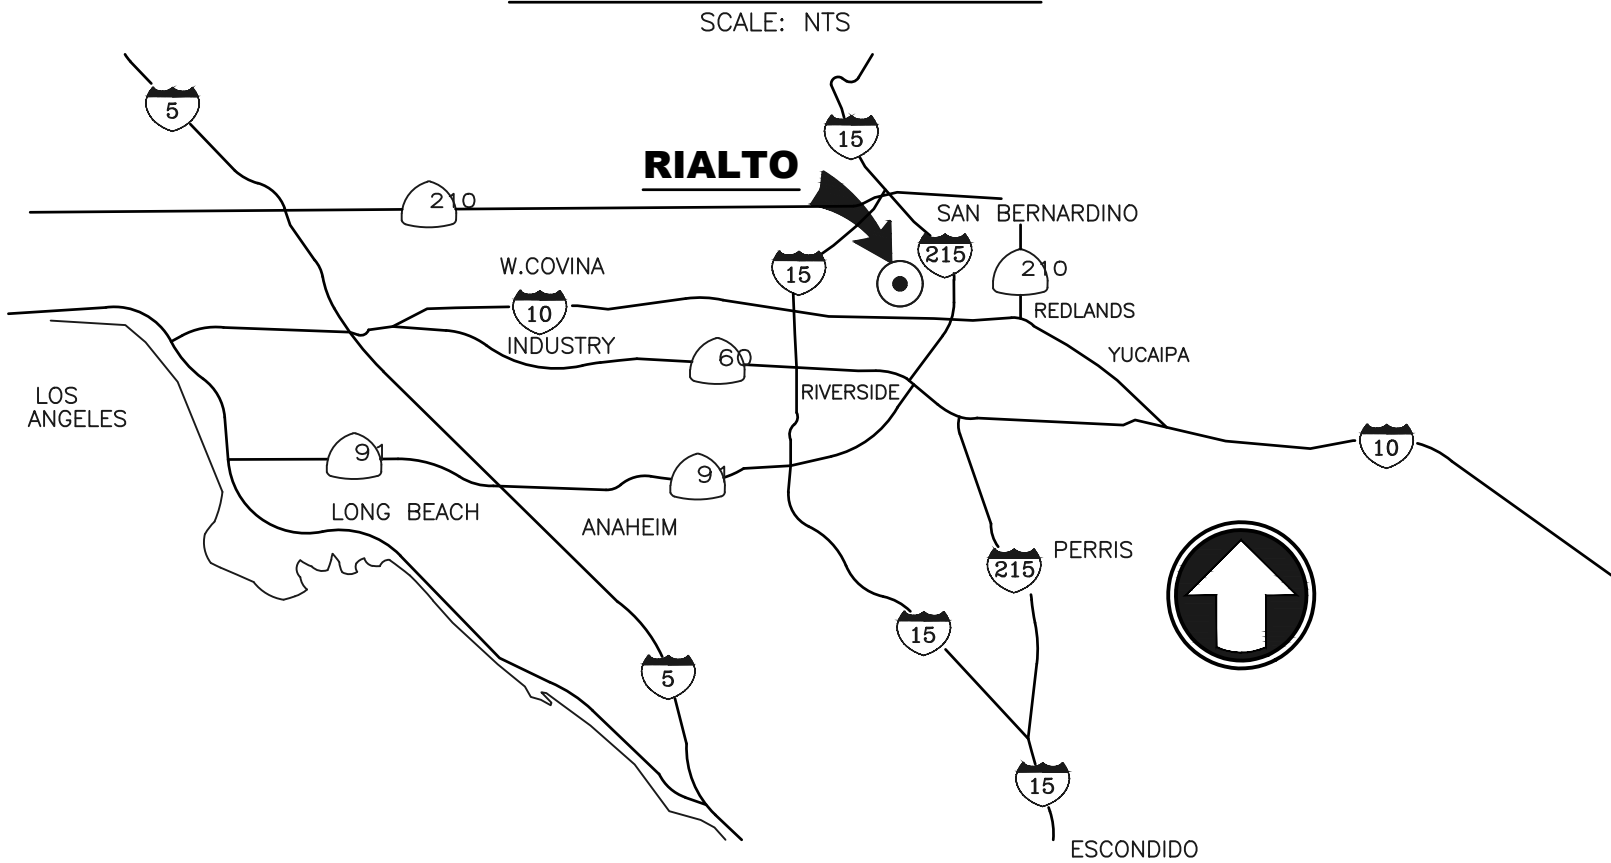 SCALE: NTS
5
15
RIALTO
210
SAN BERNARDINO
215
W.COVINA
15
210
10
REDLANDS
INDUSTRY
60
YUCAIPA
RIVERSIDE
LOS
ANGELES
91
10
91
LONG BEACH
ANAHEIM
PERRIS
215
15
5
15
ESCONDIDO